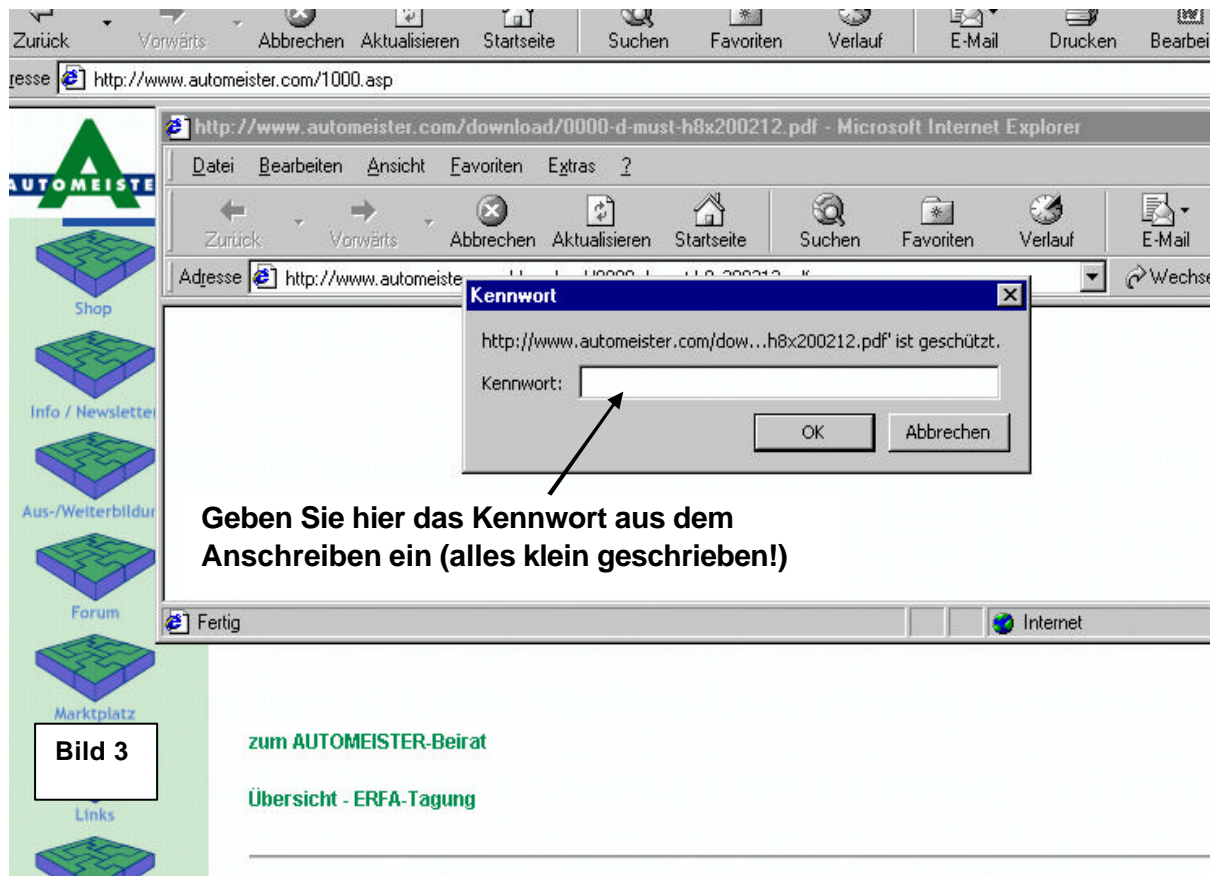 Zurück Vorwärts Abbrechen Aktualisieren Startseite Suchen Favoriten Verlauf E-Mail Drucken Bearbei
resse http://www.automeister.com/1000.asp
AUTOMEISTE
http://www.automeister.com/download/0000-d-must-h8x200212.pdf - Microsoft Internet Explorer
Datei Bearbeiten Ansicht Favoriten Extras ?
Zurück Vorwärts Abbrechen Aktualisieren Startseite Suchen Favoriten Verlauf E-Mail
Adresse http://www.automeiste Wechse
Kennwort
http://www.automeister.com/dow...h8x200212.pdf' ist geschützt.
Kennwort:
OK Abbrechen
Geben Sie hier das Kennwort aus dem
Anschreiben ein (alles klein geschrieben!)
Fertig Internet
Shop
Info / Newsletter
Aus-/Weiterbildun
Forum
Marktplatz
Bild 3
Links
zum AUTOMEISTER-Beirat
Übersicht - ERFA-Tagung